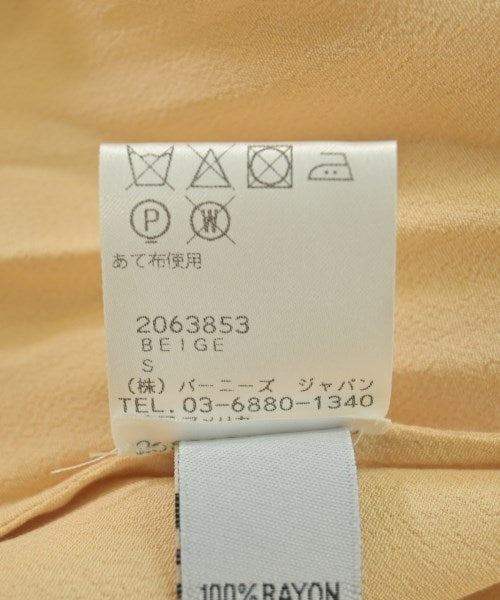 P W
あて布使用
2063853
BEIGE
S
(株) バーニーズ ジャパン
TEL. 03-6880-1340
100%RAYON